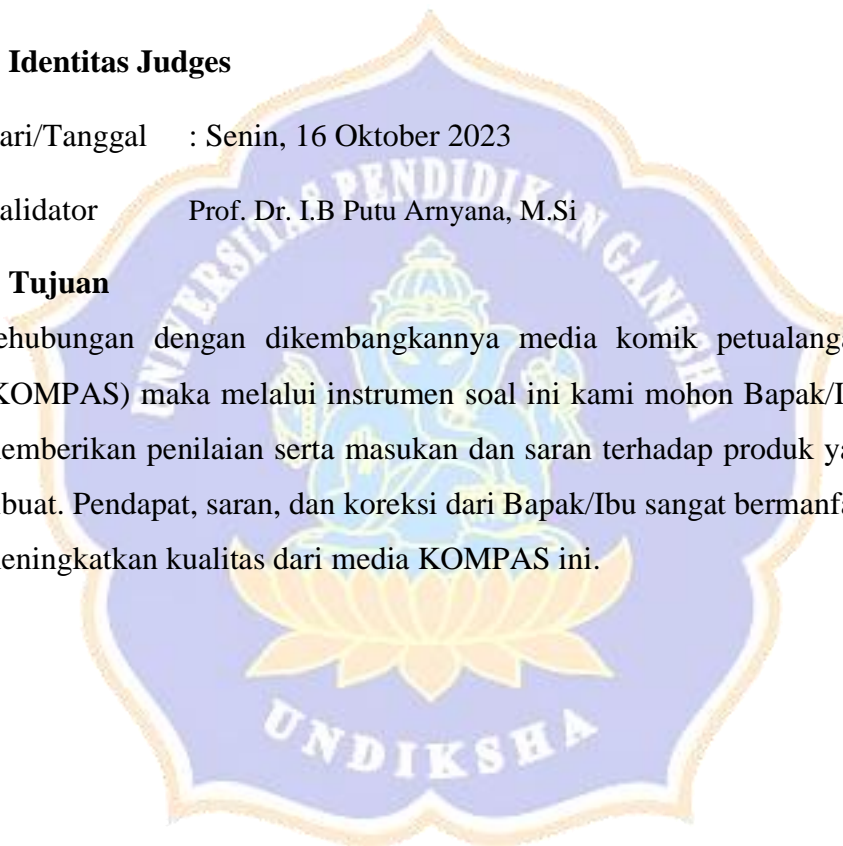 Identitas Judges
ari/Tanggal : Senin, 16 Oktober 2023
alidator Prof. Dr. I.B Putu Arnyana, M.Si
Tujuan
ehubungan dengan dikembangkannya media komik petualanga
KOMPAS) maka melalui instrumen soal ini kami mohon Bapak/I
emberikan penilaian serta masukan dan saran terhadap produk ya
buat. Pendapat, saran, dan koreksi dari Bapak/Ibu sangat bermanfa
eningkatkan kualitas dari media KOMPAS ini.
UNIVERSITAS PENDIDIKAN GANESHA
UNDIKSHA